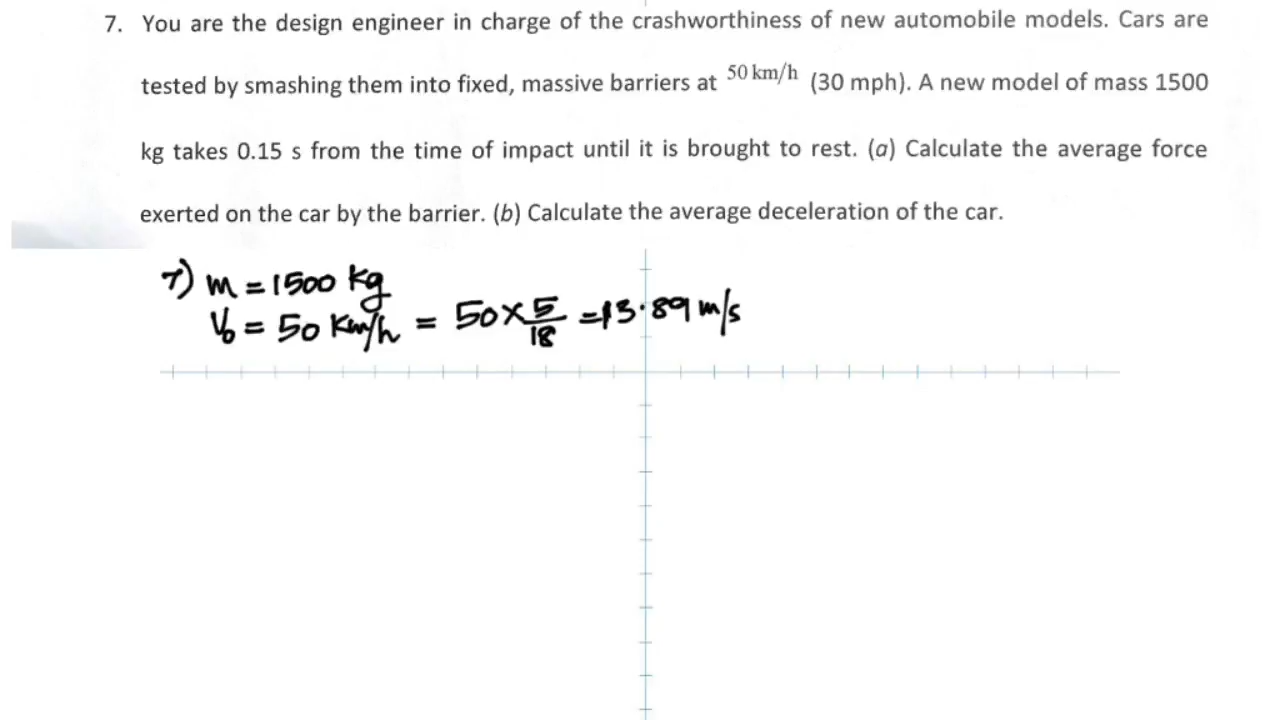 7. You are the design engineer in charge of the crashworthiness of new automobile models. Cars are
tested by smashing them into fixed, massive barriers at 50 km/h (30 mph). A new model of mass 1500
kg takes 0.15 s from the time of impact until it is brought to rest. (a) Calculate the average force
exerted on the car by the barrier. (b) Calculate the average deceleration of the car.
7) m = 1500 kg
V₀ = 50 Km/h = 50 × 5/18 = 13.89 m/s